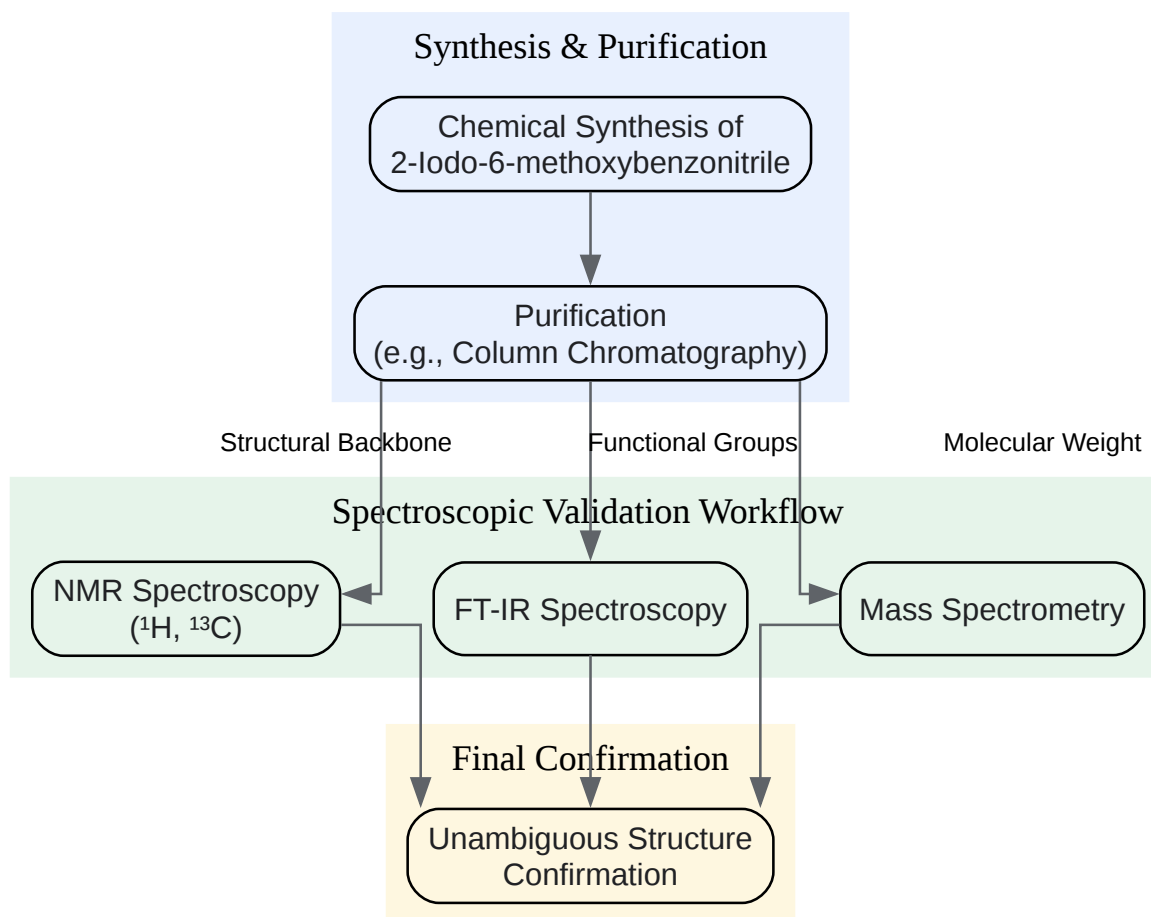 Synthesis & Purification
Chemical Synthesis of
2-Iodo-6-methoxybenzonitrile
Purification
(e.g., Column Chromatography)
Structural Backbone
Functional Groups
Molecular Weight
Spectroscopic Validation Workflow
NMR Spectroscopy
(¹H, ¹³C)
FT-IR Spectroscopy
Mass Spectrometry
Final Confirmation
Unambiguous Structure
Confirmation